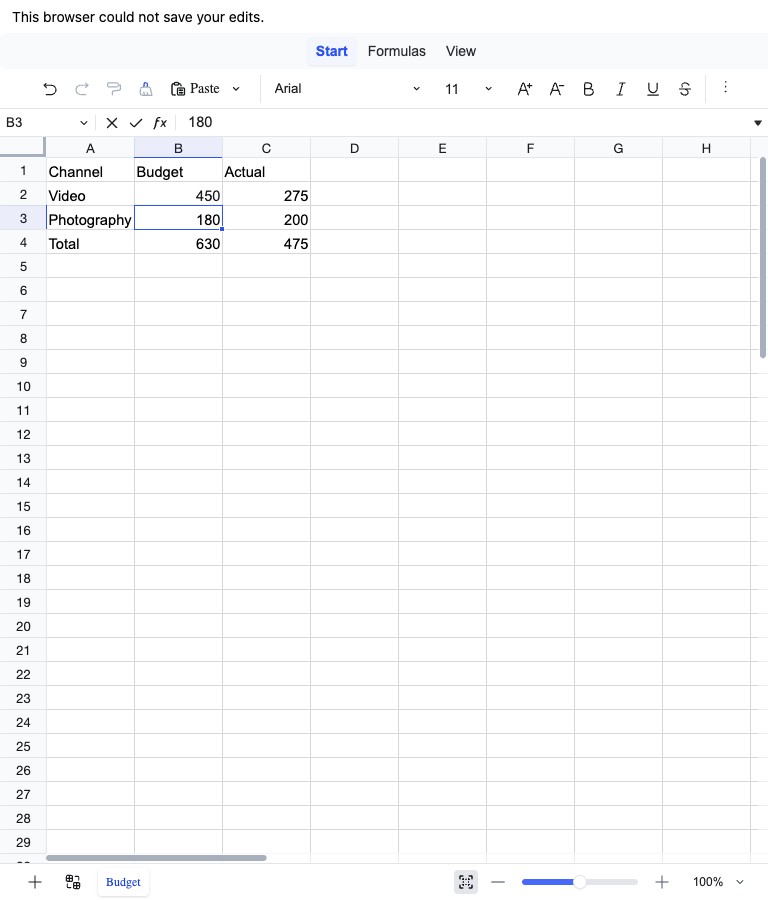 This browser could not save your edits.
Start Formulas View
Paste Arial 11 A+ A- B I U S
B3 fx 180
A B C D E F G H
1 Channel Budget Actual
2 Video 450 275
3 Photography 180 200
4 Total 630 475
5
6
7
8
9
10
11
12
13
14
15
16
17
18
19
20
21
22
23
24
25
26
27
28
29
Budget 100%